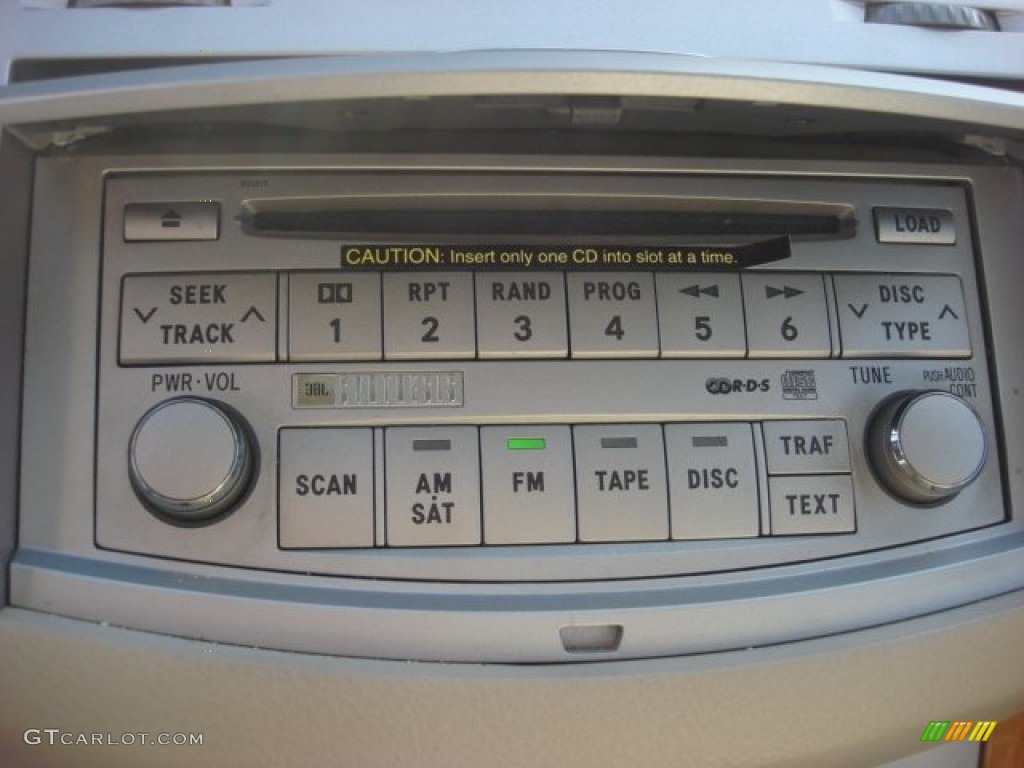 LOAD
CAUTION: Insert only one CD into slot at a time.
SEEK
TRACK
1
RPT
2
RAND
3
PROG
4
5
6
DISC
TYPE
PWR·VOL
JBL
R·D·S
TUNE
PUSH AUDIO
CONT
SCAN
AM
SAT
FM
TAPE
DISC
TRAF
TEXT
GTCARLOT.COM